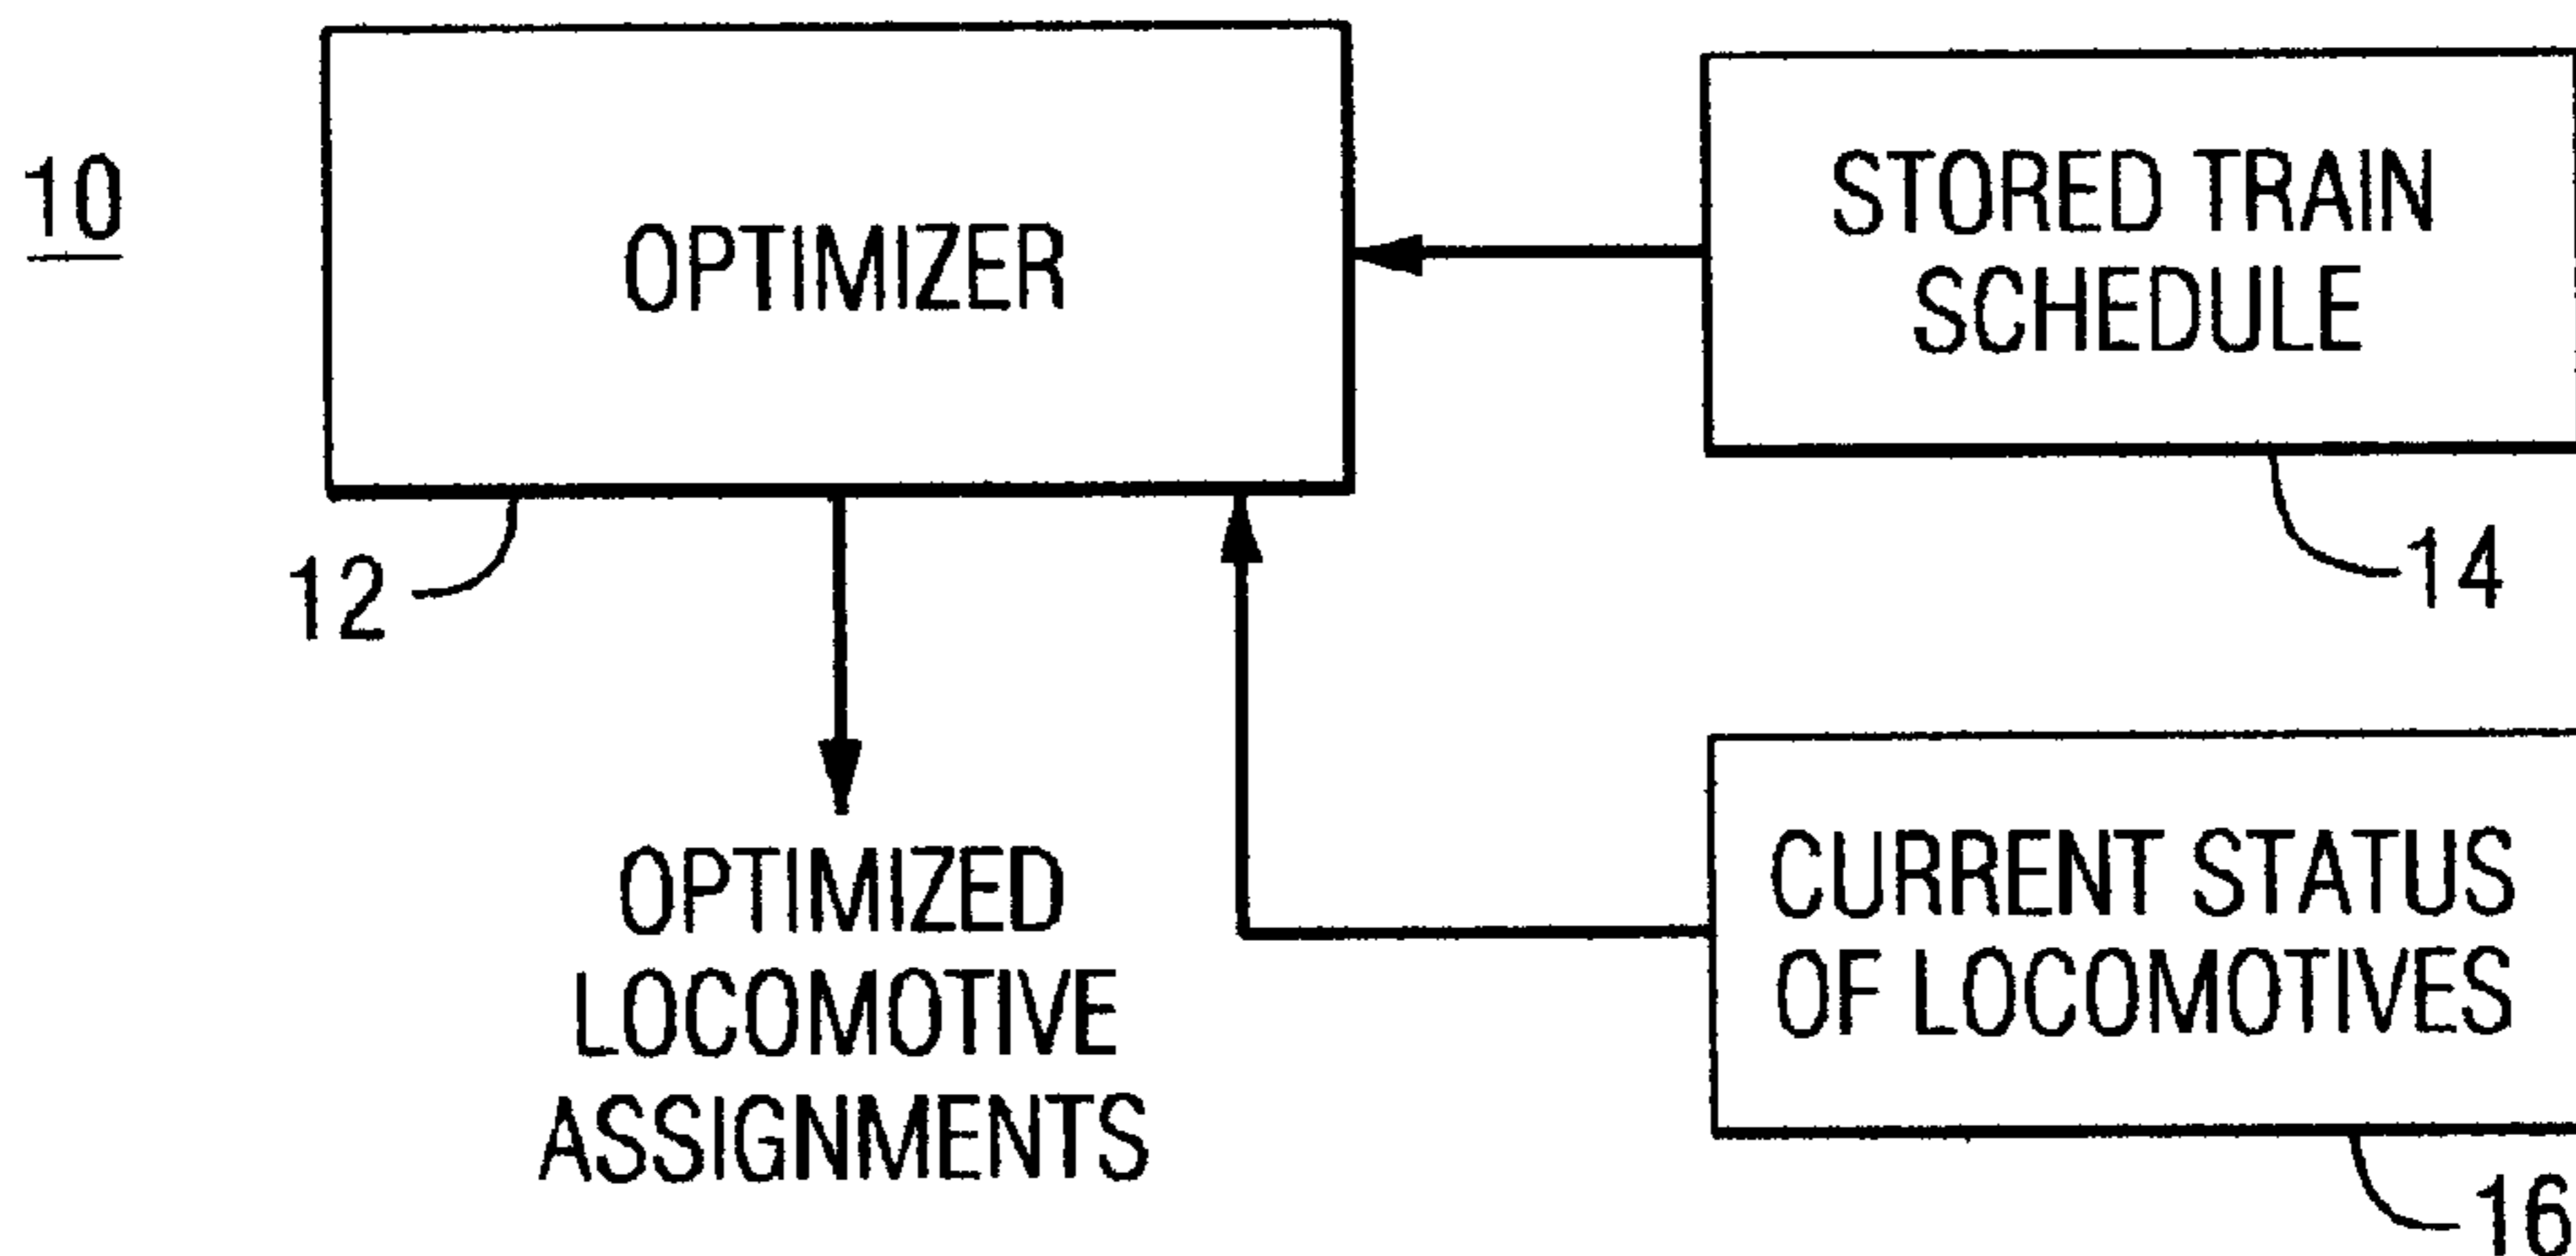 10
OPTIMIZER
STORED TRAIN
SCHEDULE
12
14
OPTIMIZED
LOCOMOTIVE
ASSIGNMENTS
CURRENT STATUS
OF LOCOMOTIVES
16